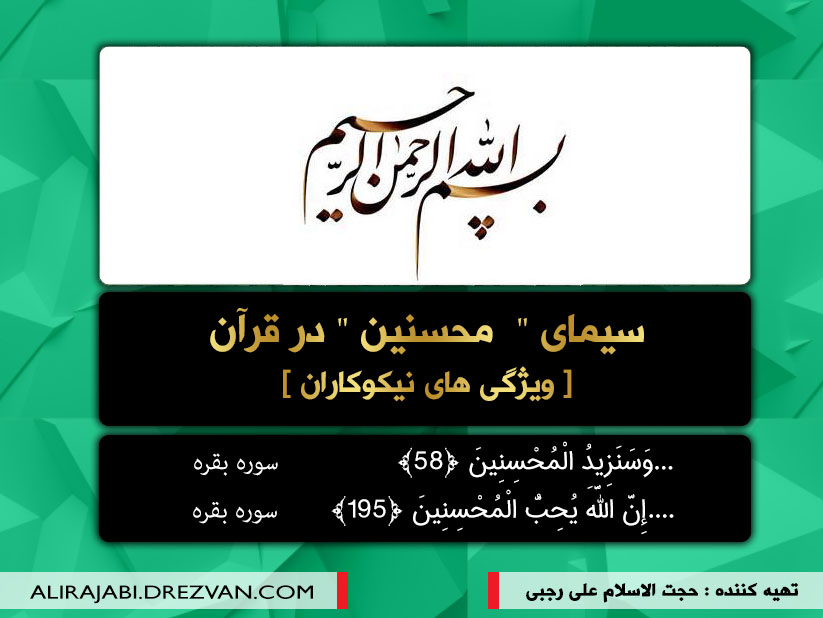 بسم الله الرحمن الرحیم
سیمای " محسنین " در قرآن
[ ویژگی های نیکوکاران ]
...وَسَنَزِيدُ الْمُحْسِنِينَ ﴿58﴾ سوره بقره
....إِنَّ اللَّهَ يُحِبُّ الْمُحْسِنِينَ ﴿195﴾ سوره بقره
تهیه کننده : حجت الاسلام علی رجبی
ALIRAJABI.DREZVAN.COM